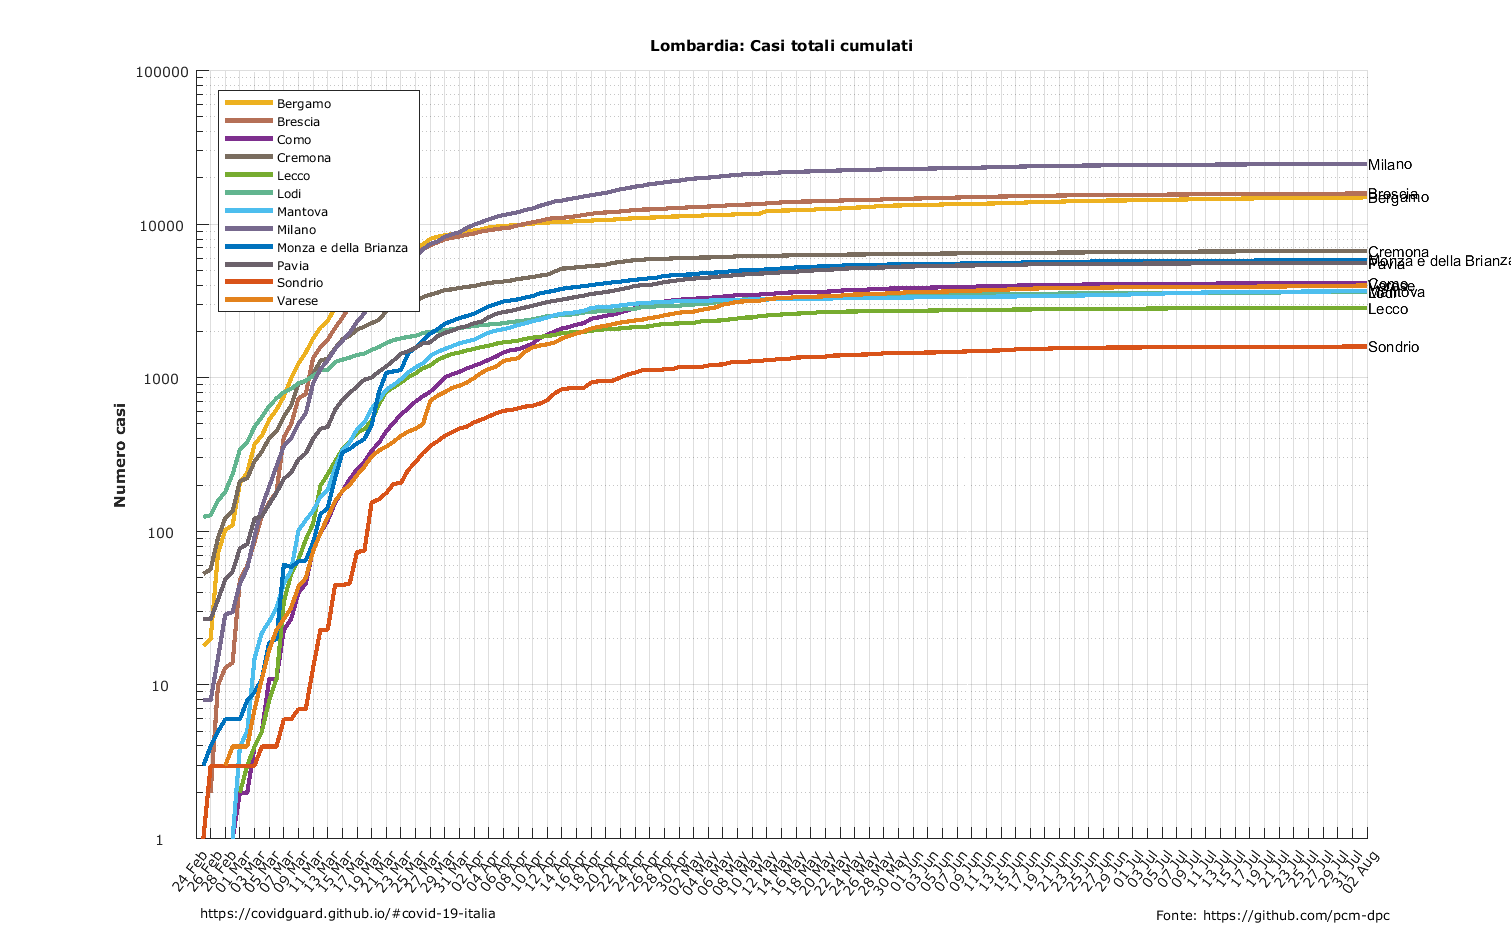 Lombardia: Casi totali cumulati
100000
10000
1000
100
10
1
Numero casi
Bergamo
Brescia
Como
Cremona
Lecco
Lodi
Mantova
Milano
Monza e della Brianza
Pavia
Sondrio
Varese
Milano
Brescia
Bergamo
Cremona
Monza e della Brianza
Pavia
Como
Mantova
Lecco
Sondrio
24 Feb
26 Feb
28 Feb
01 Mar
03 Mar
05 Mar
07 Mar
09 Mar
11 Mar
13 Mar
15 Mar
17 Mar
19 Mar
21 Mar
23 Mar
25 Mar
27 Mar
29 Mar
31 Mar
02 Apr
04 Apr
06 Apr
08 Apr
10 Apr
12 Apr
14 Apr
16 Apr
18 Apr
20 Apr
22 Apr
24 Apr
26 Apr
28 Apr
30 Apr
02 May
04 May
06 May
08 May
10 May
12 May
14 May
16 May
18 May
20 May
22 May
24 May
26 May
28 May
30 May
01 Jun
03 Jun
05 Jun
07 Jun
09 Jun
11 Jun
13 Jun
15 Jun
17 Jun
19 Jun
21 Jun
23 Jun
25 Jun
27 Jun
29 Jun
01 Jul
03 Jul
05 Jul
07 Jul
09 Jul
11 Jul
13 Jul
15 Jul
17 Jul
19 Jul
21 Jul
23 Jul
25 Jul
27 Jul
29 Jul
31 Jul
02 Aug
https://covidguard.github.io/#covid-19-italia
Fonte: https://github.com/pcm-dpc